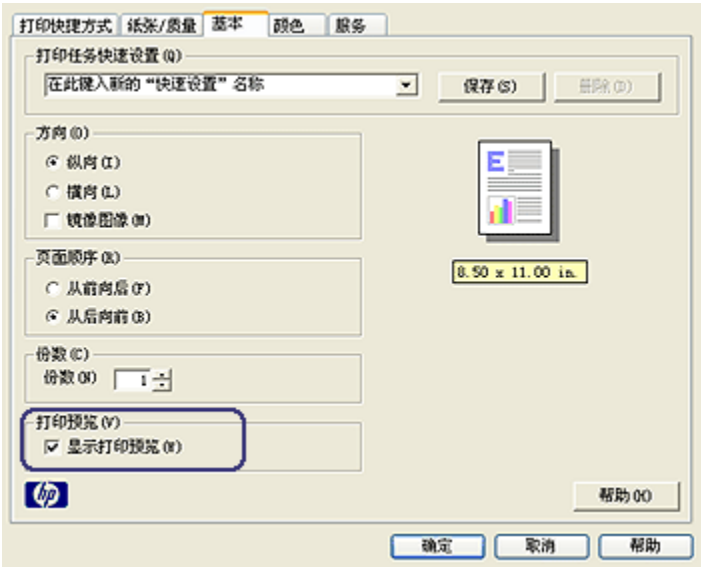 打印快捷方式 纸张/质量 基本 颜色 服务
打印任务快速设置(Q)
在此键入新的“快速设置”名称 保存(S) 删除(D)
方向(O)
纵向(I)
横向(L)
镜像图像(M)
E
8.50 x 11.00 in.
页面顺序(R)
从前向后(F)
从后向前(B)
份数(C)
份数(N) 1
打印预览(V)
显示打印预览(W)
hp
帮助(H)
确定 取消 帮助